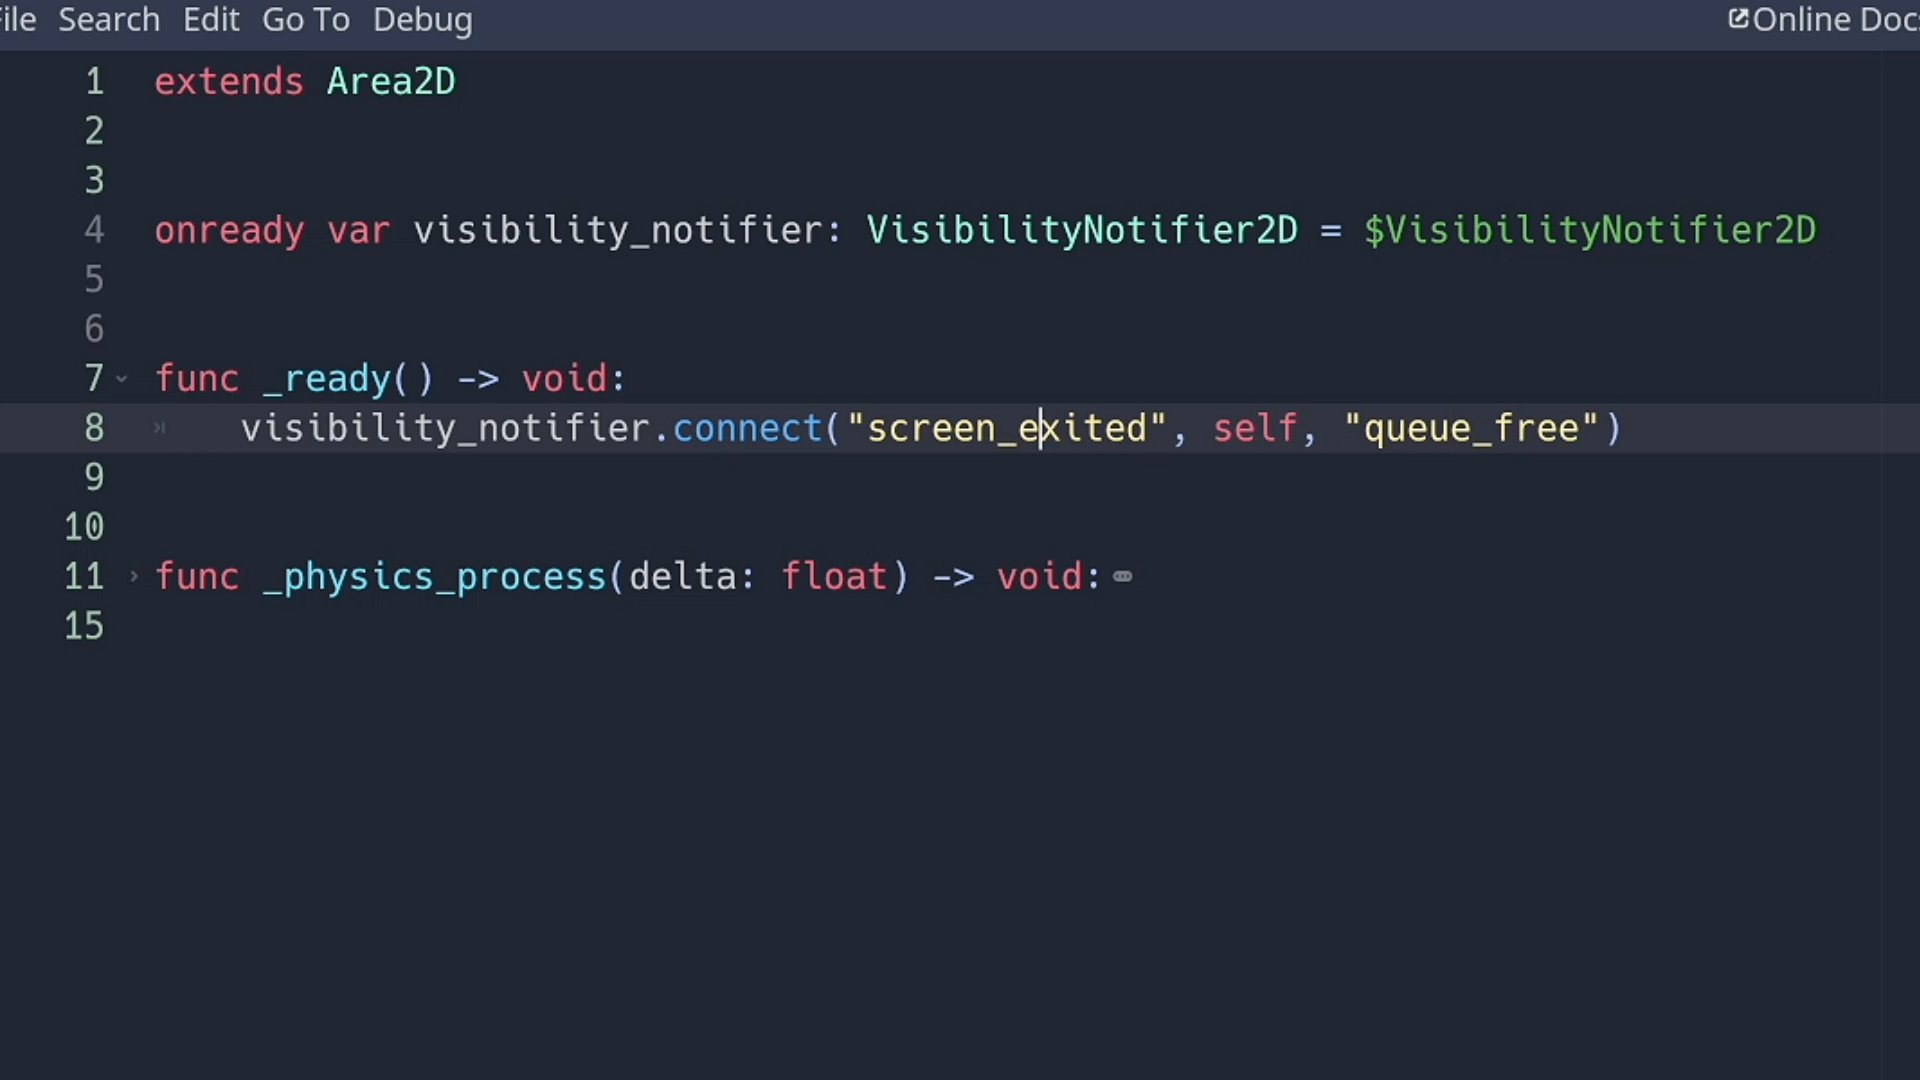 File Search Edit Go To Debug Online Docs
1 extends Area2D
2
3
4 onready var visibility_notifier: VisibilityNotifier2D = $VisibilityNotifier2D
5
6
7 func _ready() -> void:
8 visibility_notifier.connect("screen_exited", self, "queue_free")
9
10
11 func _physics_process(delta: float) -> void:
15